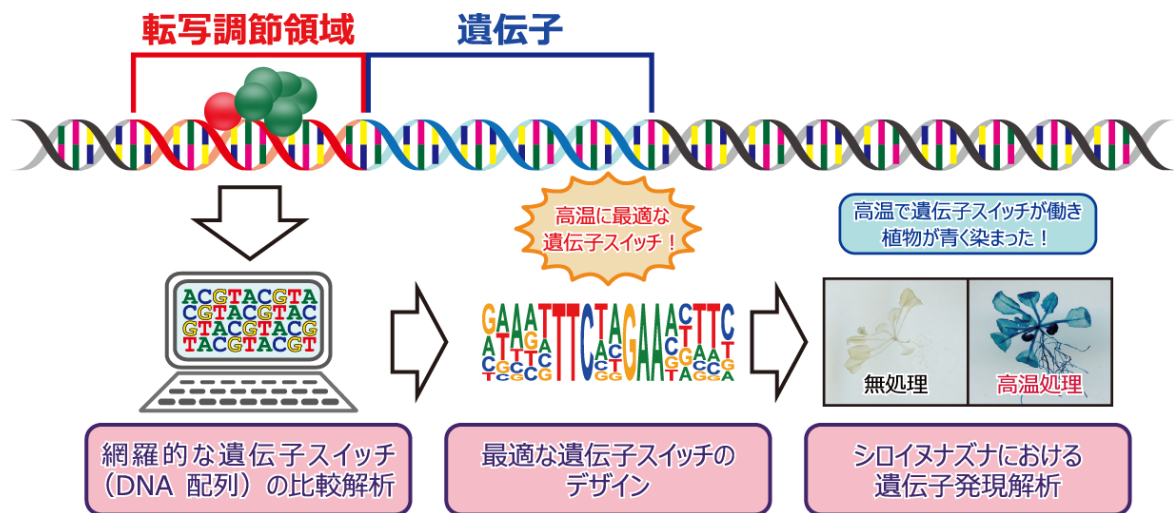 転写調節領域
遺伝子
高温に最適な
遺伝子スイッチ！
高温で遺伝子スイッチが働き
植物が青く染まった！
ACGTACGTA
CGTACGTAC
GTACGTACG
TACGTACGT
TTC GAA
無処理
高温処理
網羅的な遺伝子スイッチ
（DNA 配列）の比較解析
最適な遺伝子スイッチの
デザイン
シロイヌナズナにおける
遺伝子発現解析